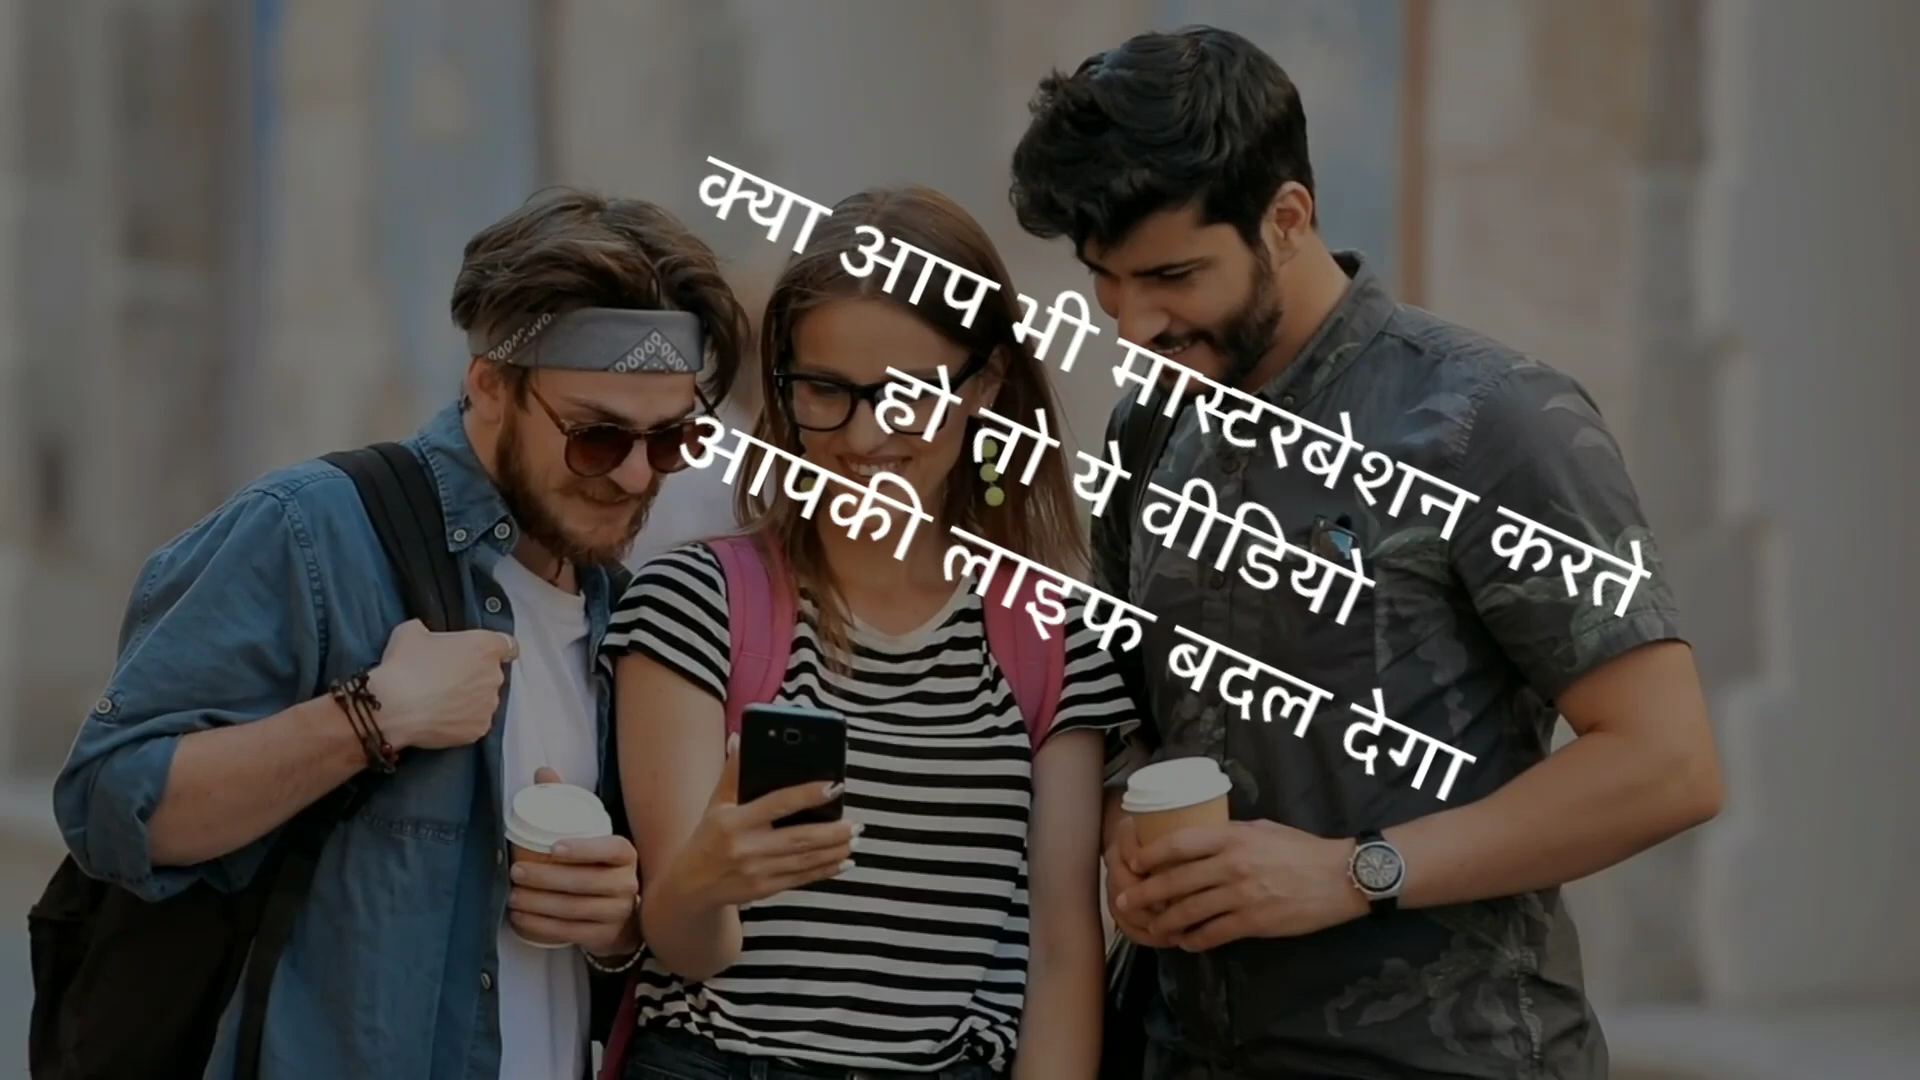 क्या आप भी मास्टरबेशन करते
हो तो ये वीडियो
आपकी लाइफ बदल देगा